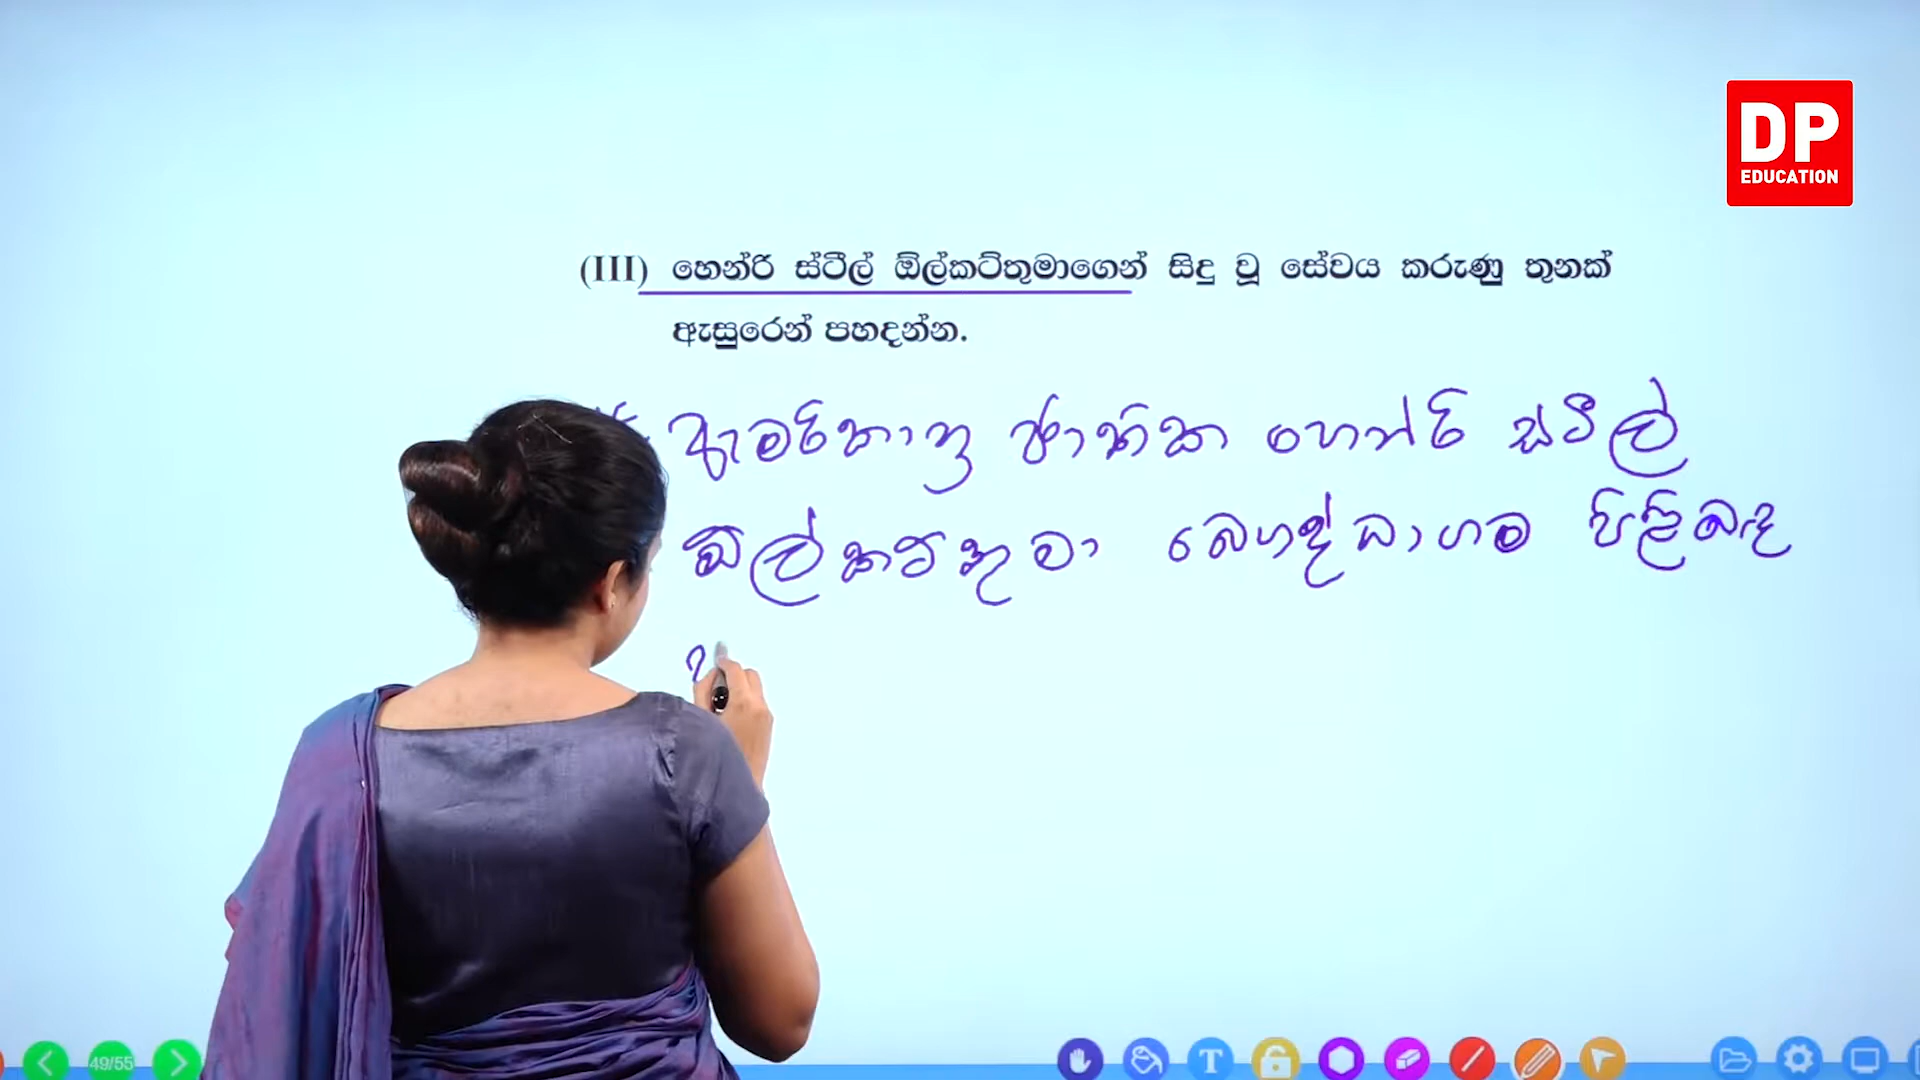 DP
EDUCATION
(III) හෙන්රි ස්ටීල් ඕල්කට්තුමාගෙන් සිදු වූ සේවය කරුණු තුනක්
ඇසුරෙන් පහදන්න.
ඇමරිකානු ජාතික හෙන්රි ස්ටීල්
ඕල්කට්තුමා බෞද්ධාගම පිළිබඳ
49/55
T